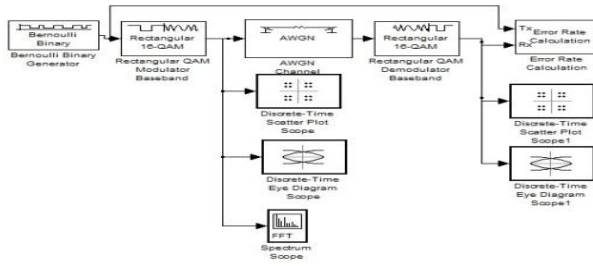 Bernoulli
Binary
Bernoulli Binary
Generator
Rectangular
16-QAM
Rectangular QAM
Modulator
Baseband
AWGN
AWGN
Channel
Rectangular
16-QAM
Rectangular QAM
Demodulator
Baseband
Tx
Rx
Error Rate
Calculation
Error Rate
Calculation
Discrete-Time
Scatter Plot
Scope
Discrete-Time
Scatter Plot
Scope1
Discrete-Time
Eye Diagram
Scope
Discrete-Time
Eye Diagram
Scope1
FFT
Spectrum
Scope